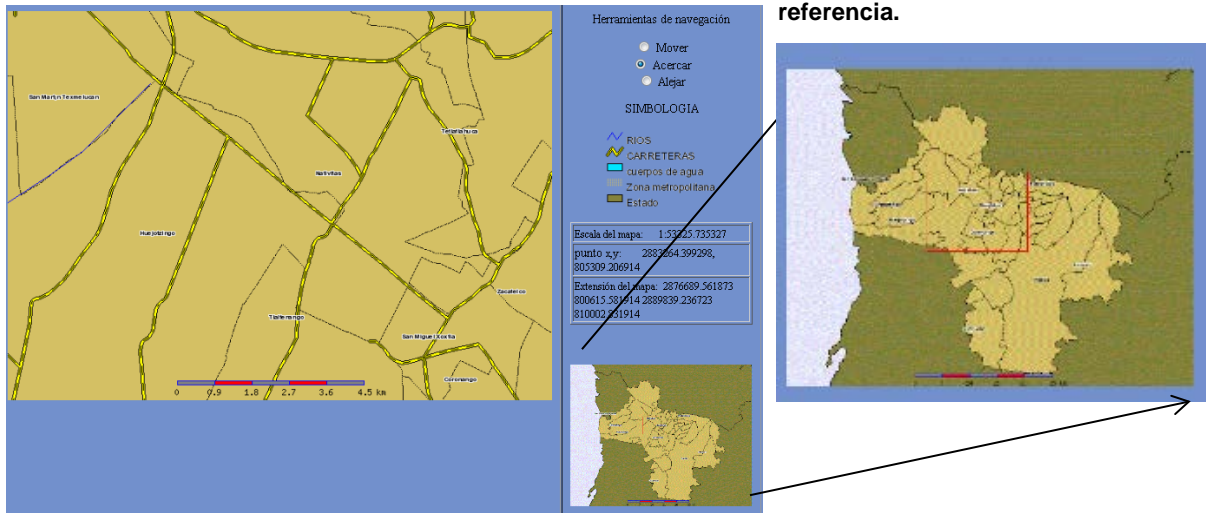 referencia.
San Martin Texmelucan
Tetlatlahuca
Nativitas
Huejotzingo
Zacatelco
Tlaltenango
San Miguel Xoxtla
Coronango
0 0.9 1.8 2.7 3.6 4.5 km
Herramientas de navegación
Mover
Acercar
Alejar
SIMBOLOGIA
RIOS
CARRETERAS
cuerpos de agua
Zona metropolitana
Estado
Escala del mapa: 1:53225.735327
punto x,y: 2883264.399298,
805309.206914
Extensión del mapa: 2876689.561873
800615.581914 2889839.236723
810002.831914